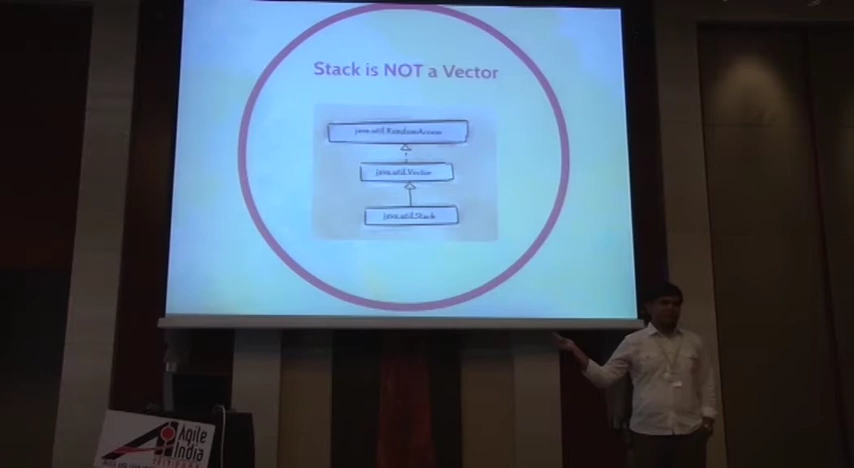 Stack is NOT a Vector
java.util.RandomAccess
java.util.Vector
java.util.Stack
Agile
India